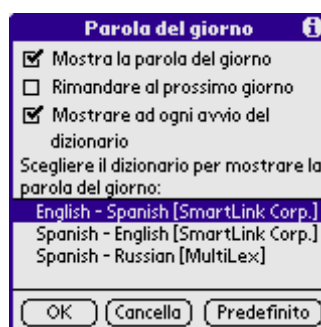 Parola del giorno
Mostra la parola del giorno
Rimandare al prossimo giorno
Mostrare ad ogni avvio del
dizionario
Scegliere il dizionario per mostrare la
parola del giorno:
English - Spanish [SmartLink Corp.]
Spanish - English [SmartLink Corp.]
Spanish - Russian [MultiLex]
OK Cancella Predefinito